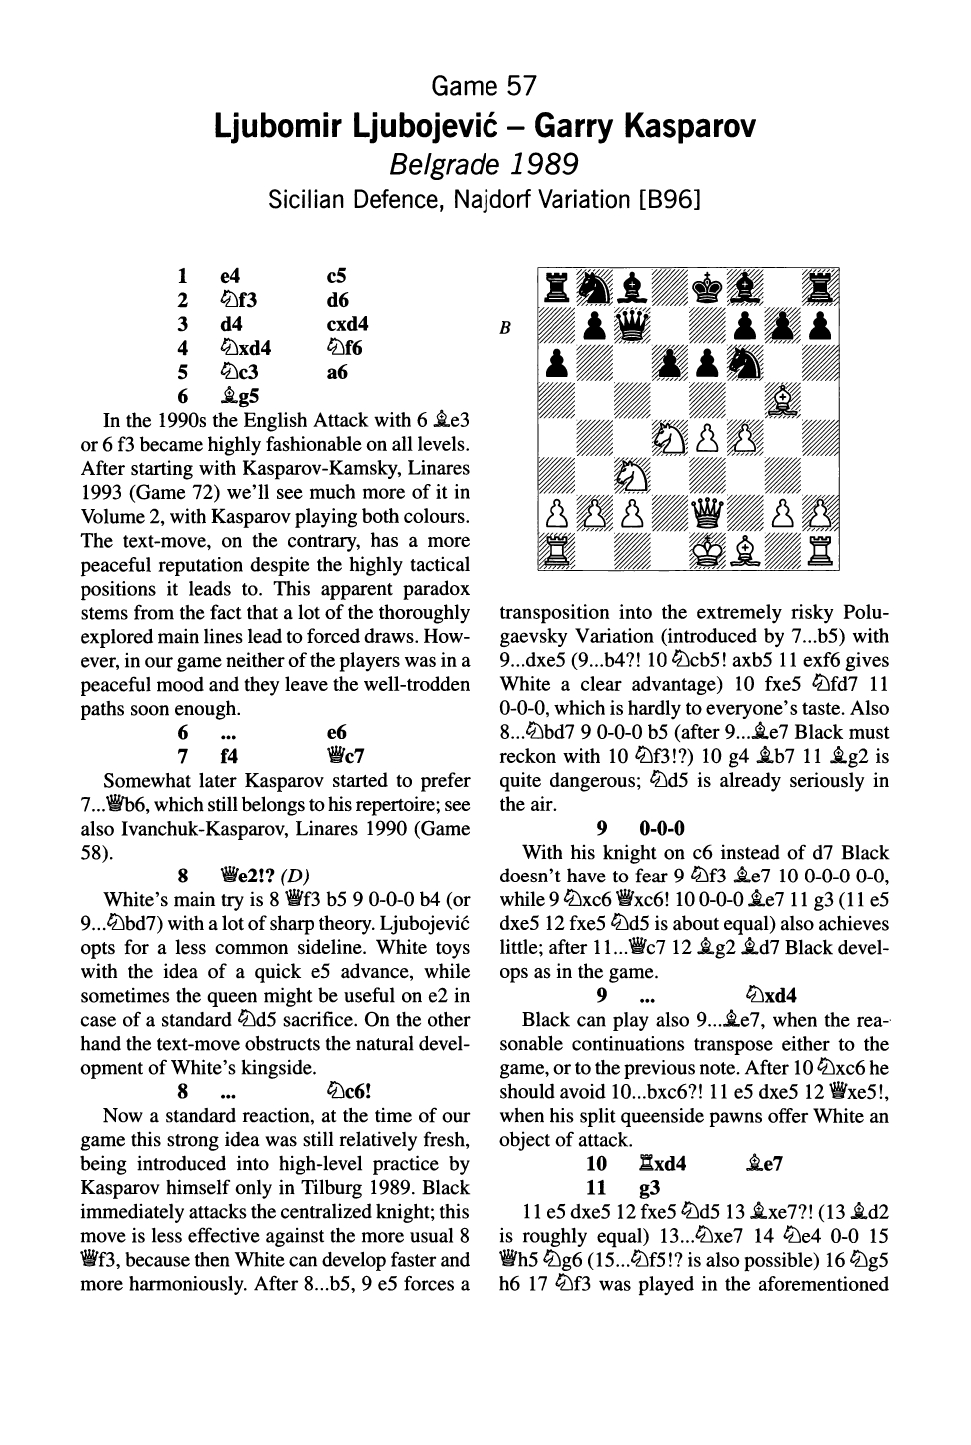 Game 57
Ljubomir Ljubojević – Garry Kasparov
Belgrade 1989
Sicilian Defence, Najdorf Variation [B96]
1 e4 c5
2 ♘f3 d6
3 d4 cxd4
4 ♘xd4 ♘f6
5 ♘c3 a6
6 ♗g5
In the 1990s the English Attack with 6 ♗e3
or 6 f3 became highly fashionable on all levels.
After starting with Kasparov-Kamsky, Linares
1993 (Game 72) we'll see much more of it in
Volume 2, with Kasparov playing both colours.
The text-move, on the contrary, has a more
peaceful reputation despite the highly tactical
positions it leads to. This apparent paradox
stems from the fact that a lot of the thoroughly
explored main lines lead to forced draws. How-
ever, in our game neither of the players was in a
peaceful mood and they leave the well-trodden
paths soon enough.
6 ... e6
7 f4 ♕c7
Somewhat later Kasparov started to prefer
7...♕b6, which still belongs to his repertoire; see
also Ivanchuk-Kasparov, Linares 1990 (Game
58).
8 ♕e2!? (D)
White's main try is 8 ♕f3 b5 9 0-0-0 b4 (or
9...♘bd7) with a lot of sharp theory. Ljubojević
opts for a less common sideline. White toys
with the idea of a quick e5 advance, while
sometimes the queen might be useful on e2 in
case of a standard ♘d5 sacrifice. On the other
hand the text-move obstructs the natural devel-
opment of White's kingside.
8 ... ♘c6!
Now a standard reaction, at the time of our
game this strong idea was still relatively fresh,
being introduced into high-level practice by
Kasparov himself only in Tilburg 1989. Black
immediately attacks the centralized knight; this
move is less effective against the more usual 8
♕f3, because then White can develop faster and
more harmoniously. After 8...b5, 9 e5 forces a
B
transposition into the extremely risky Polu-
gaevsky Variation (introduced by 7...b5) with
9...dxe5 (9...b4?! 10 ♘cb5! axb5 11 exf6 gives
White a clear advantage) 10 fxe5 ♘fd7 11
0-0-0, which is hardly to everyone's taste. Also
8...♘bd7 9 0-0-0 b5 (after 9...♗e7 Black must
reckon with 10 ♘f3!?) 10 g4 ♗b7 11 ♗g2 is
quite dangerous; ♘d5 is already seriously in
the air.
9 0-0-0
With his knight on c6 instead of d7 Black
doesn't have to fear 9 ♘f3 ♗e7 10 0-0-0 0-0,
while 9 ♘xc6 ♕xc6! 10 0-0-0 ♗e7 11 g3 (11 e5
dxe5 12 fxe5 ♘d5 is about equal) also achieves
little; after 11...♕c7 12 ♗g2 ♗d7 Black devel-
ops as in the game.
9 ... ♘xd4
Black can play also 9...♗e7, when the rea-
sonable continuations transpose either to the
game, or to the previous note. After 10 ♘xc6 he
should avoid 10...bxc6?! 11 e5 dxe5 12 ♕xe5!,
when his split queenside pawns offer White an
object of attack.
10 ♖xd4 ♗e7
11 g3
11 e5 dxe5 12 fxe5 ♘d5 13 ♗xe7?! (13 ♗d2
is roughly equal) 13...♘xe7 14 ♘e4 0-0 15
♕h5 ♘g6 (15...♘f5!? is also possible) 16 ♘g5
h6 17 ♘f3 was played in the aforementioned